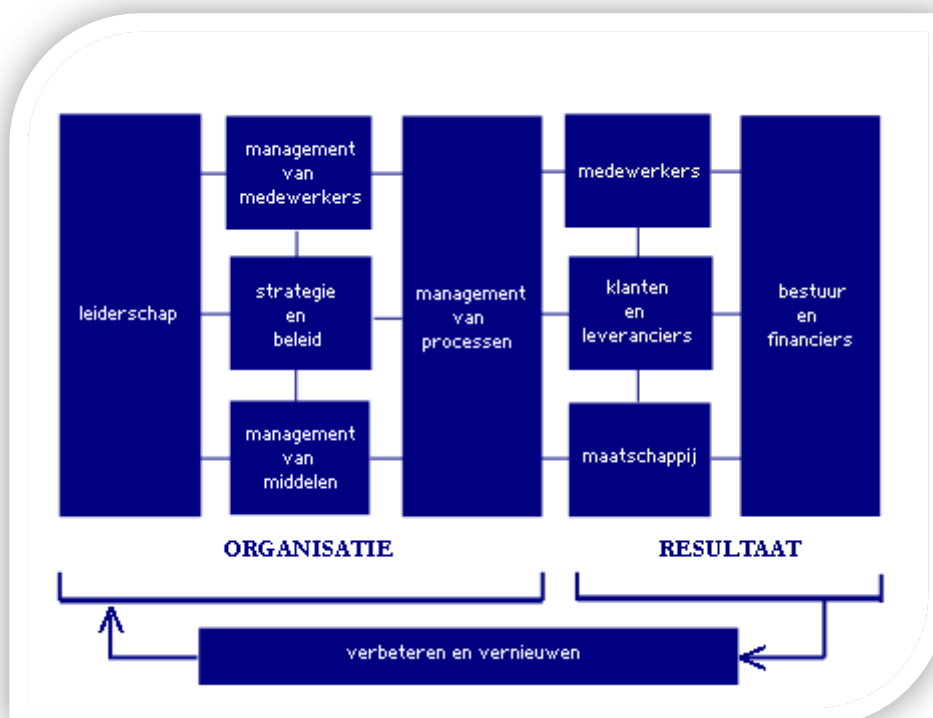 leiderschap
management
van
medewerkers
strategie
en
beleid
management
van
middelen
management
van
processen
medewerkers
klanten
en
leveranciers
maatschappij
bestuur
en
financiers
ORGANISATIE
RESULTAAT
verbeteren en vernieuwen